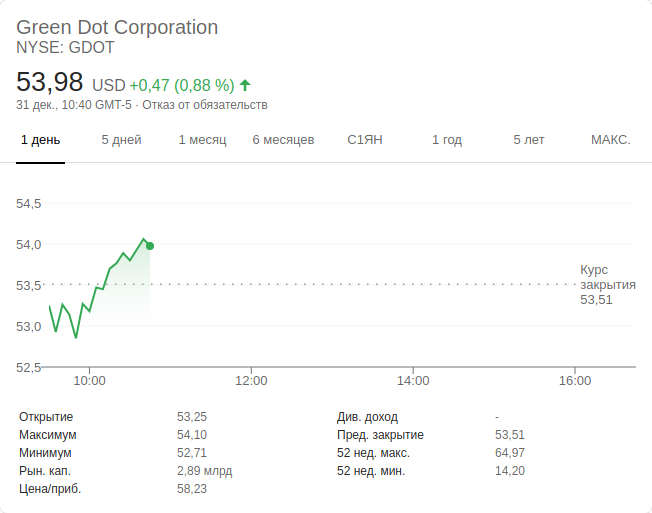 Green Dot Corporation
NYSE: GDOT
53,98 USD +0,47 (0,88 %)
31 дек., 10:40 GMT-5 · Отказ от обязательств
1 день 5 дней 1 месяц 6 месяцев С1ЯН 1 год 5 лет МАКС.
54,5
54,0
53,5
53,0
52,5
Курс
закрытия
53,51
10:00 12:00 14:00 16:00
Открытие 53,25 Див. доход -
Максимум 54,10 Пред. закрытие 53,51
Минимум 52,71 52 нед. макс. 64,97
Рын. кап. 2,89 млрд 52 нед. мин. 14,20
Цена/приб. 58,23